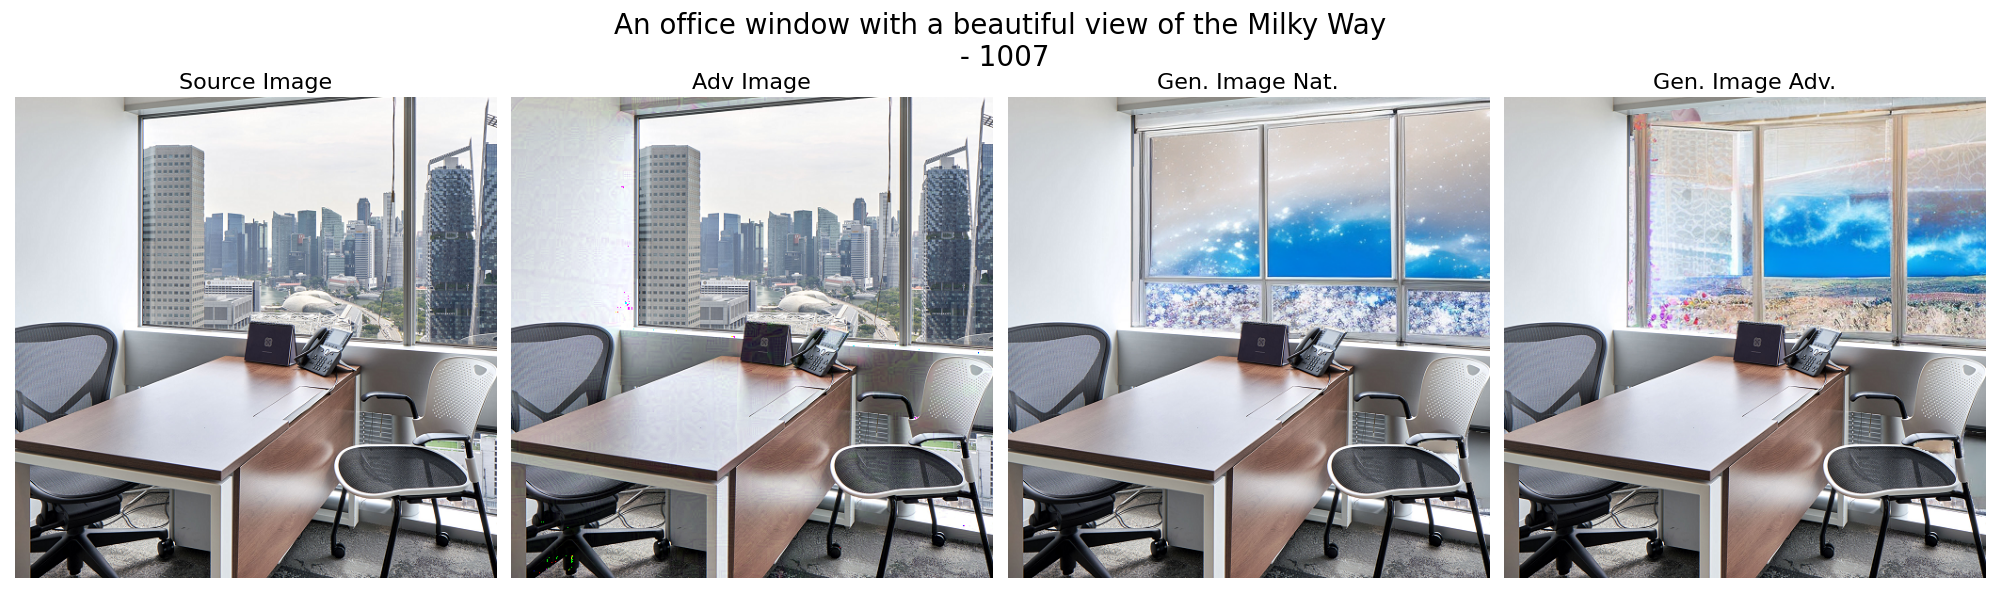 An office window with a beautiful view of the Milky Way
- 1007
Source Image
Adv Image
Gen. Image Nat.
Gen. Image Adv.